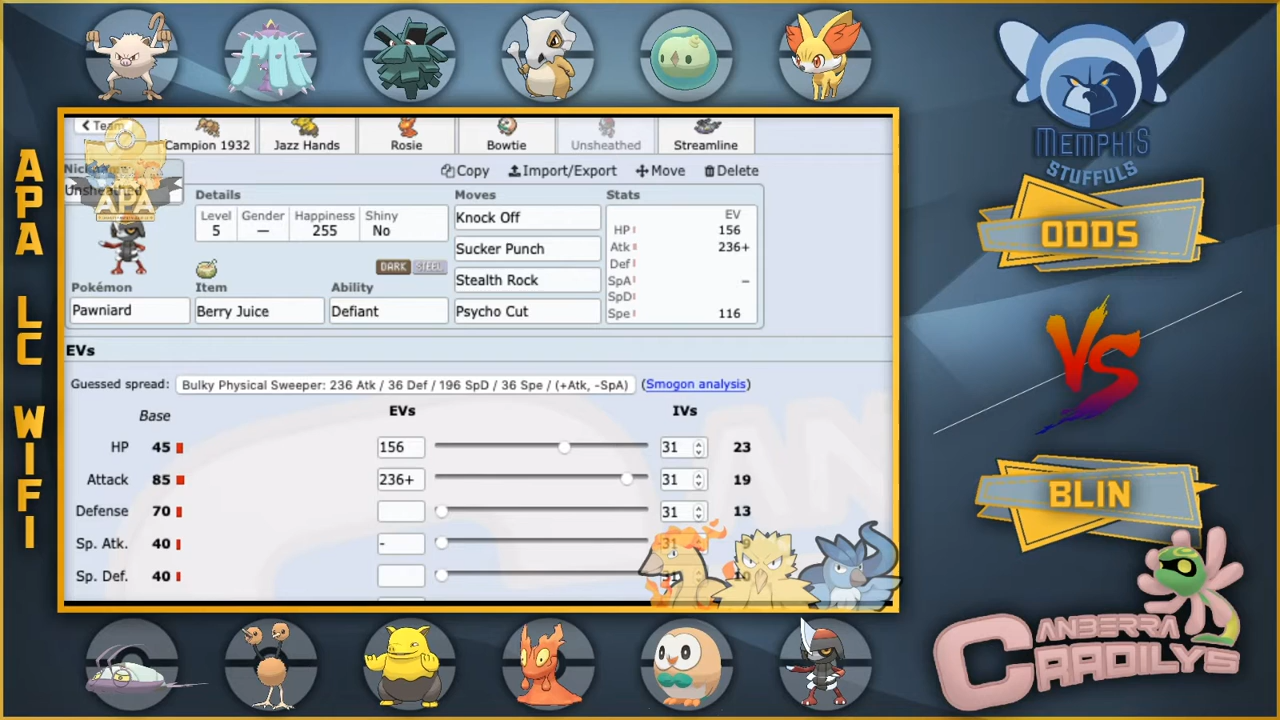 APA LC WIFI
Team
Campion 1932
Jazz Hands
Rosie
Bowtie
Unsheathed
Streamline
Copy Import/Export Move Delete
Unsheathed
APA
Details
Level Gender Happiness Shiny
5 — 255 No
DARK STEEL
Pokémon Item Ability
Pawniard Berry Juice Defiant
Moves
Knock Off
Sucker Punch
Stealth Rock
Psycho Cut
Stats
EV
HP 156
Atk 236+
Def
SpA –
SpD
Spe 116
EVs
Guessed spread: Bulky Physical Sweeper: 236 Atk / 36 Def / 196 SpD / 36 Spe / (+Atk, -SpA) (Smogon analysis)
Base EVs IVs
HP 45 156 31 23
Attack 85 236+ 31 19
Defense 70 31 13
Sp. Atk. 40 - 31
Sp. Def. 40 31 10
MEMPHIS
STUFFULS
ODDS
VS
BLIN
CANBERRA
CRADILYS